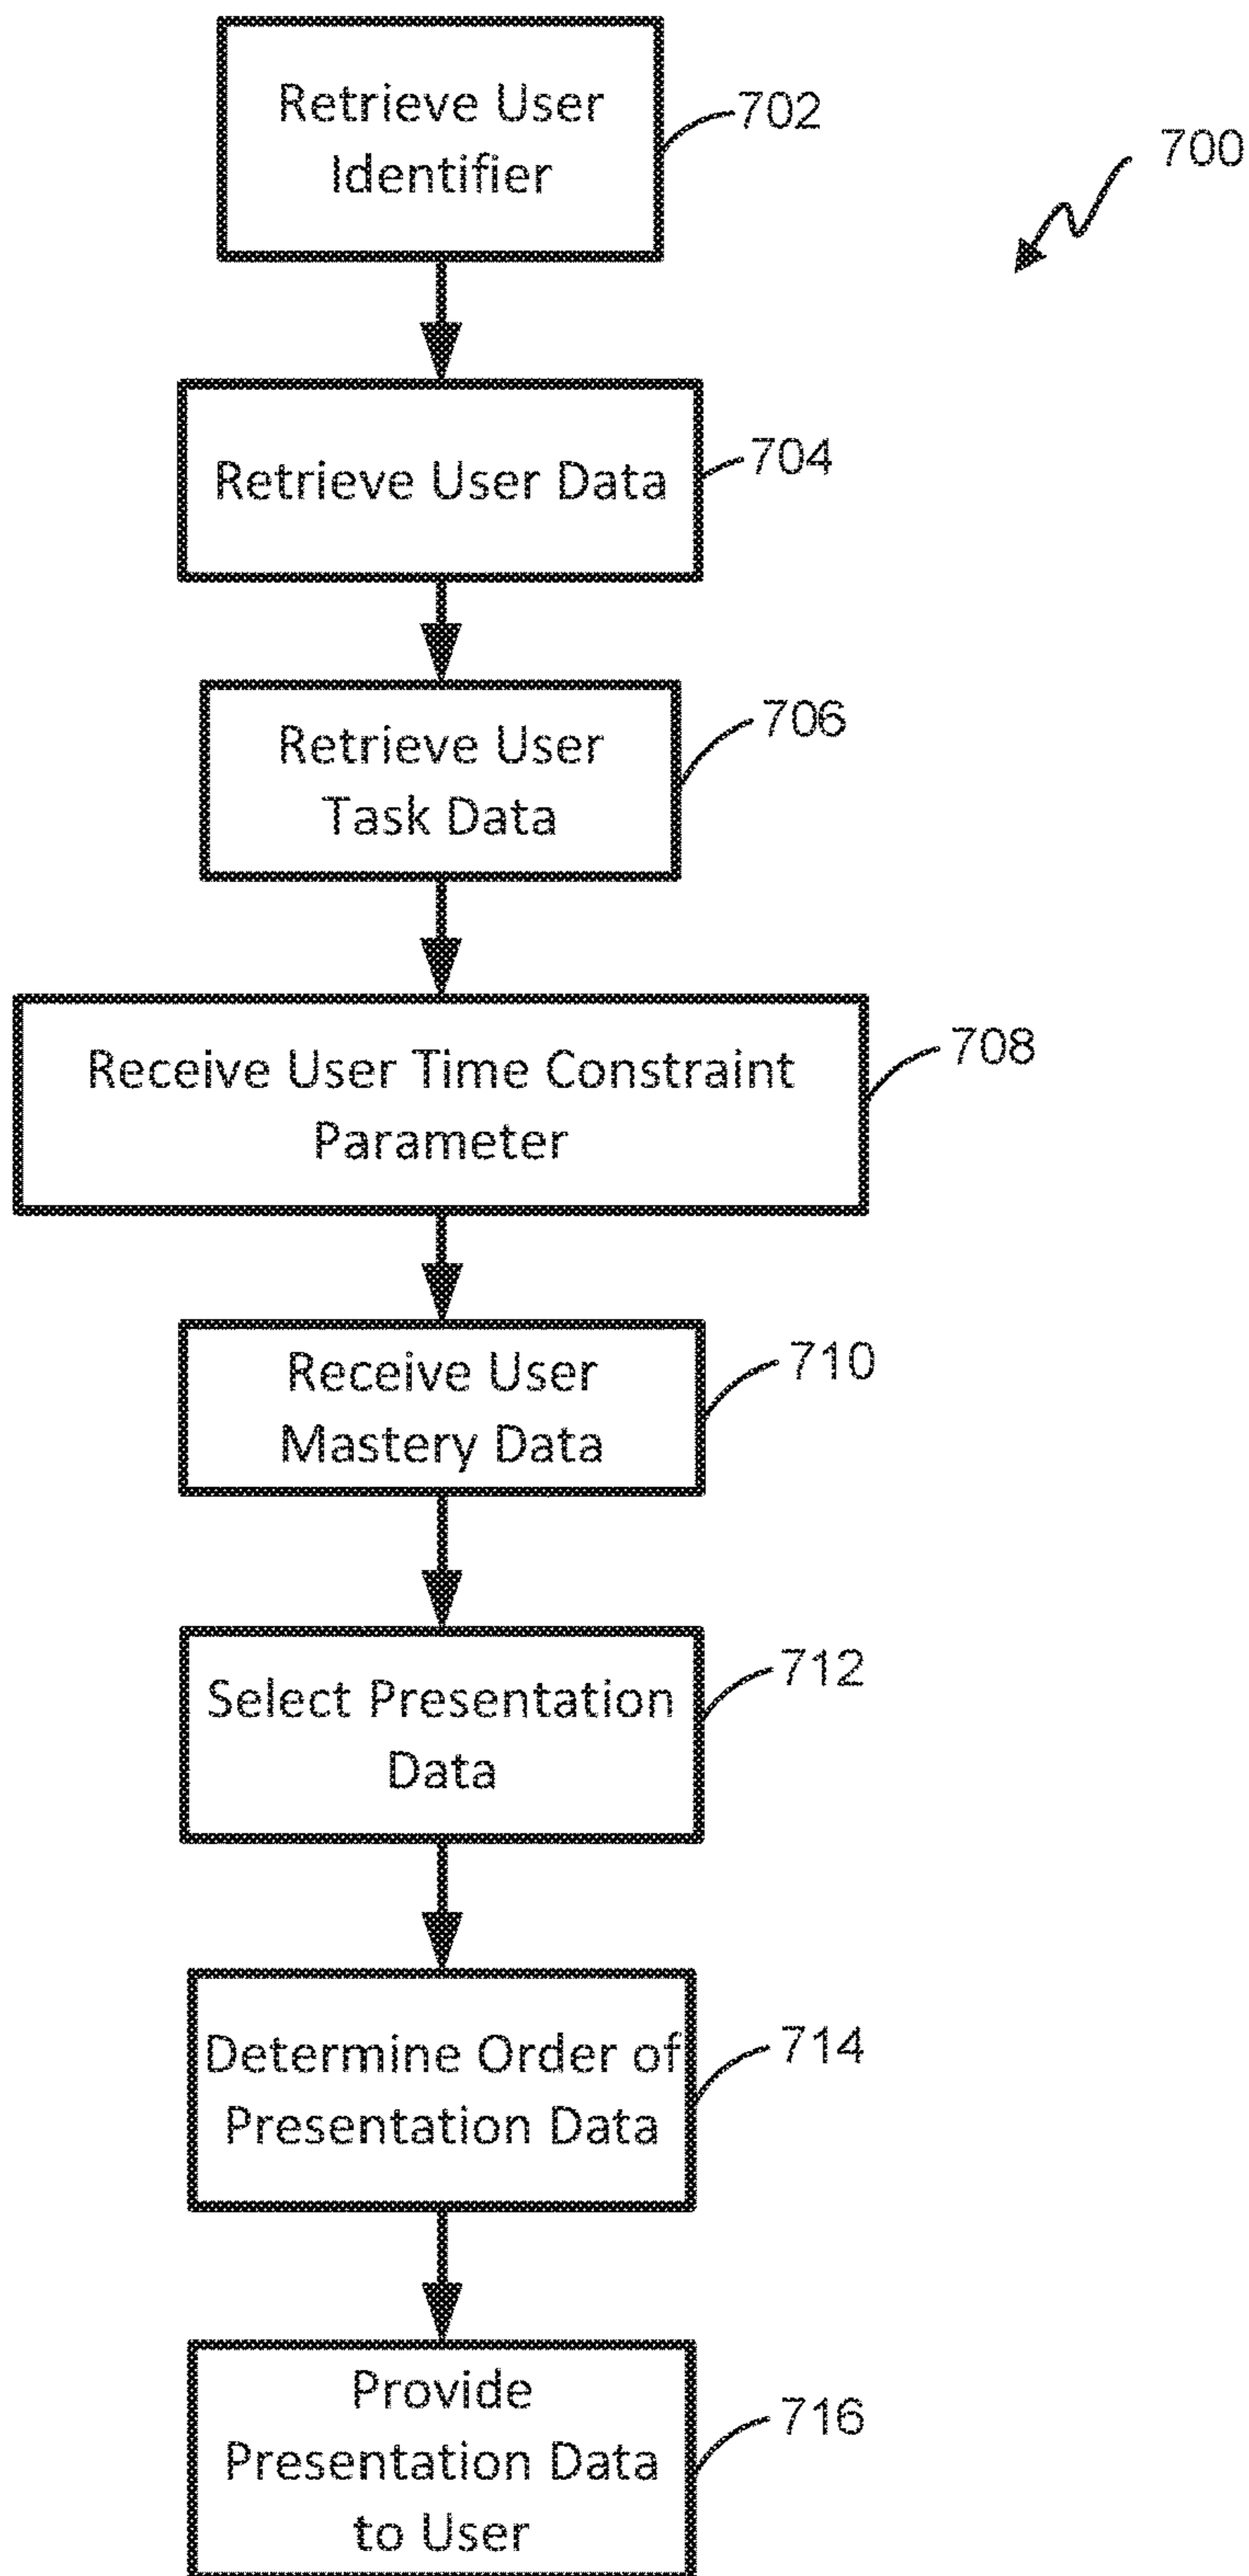 Retrieve User
Identifier
702
700
Retrieve User Data
704
Retrieve User
Task Data
706
Receive User Time Constraint
Parameter
708
Receive User
Mastery Data
710
Select Presentation
Data
712
Determine Order of
Presentation Data
714
Provide
Presentation Data
to User
716